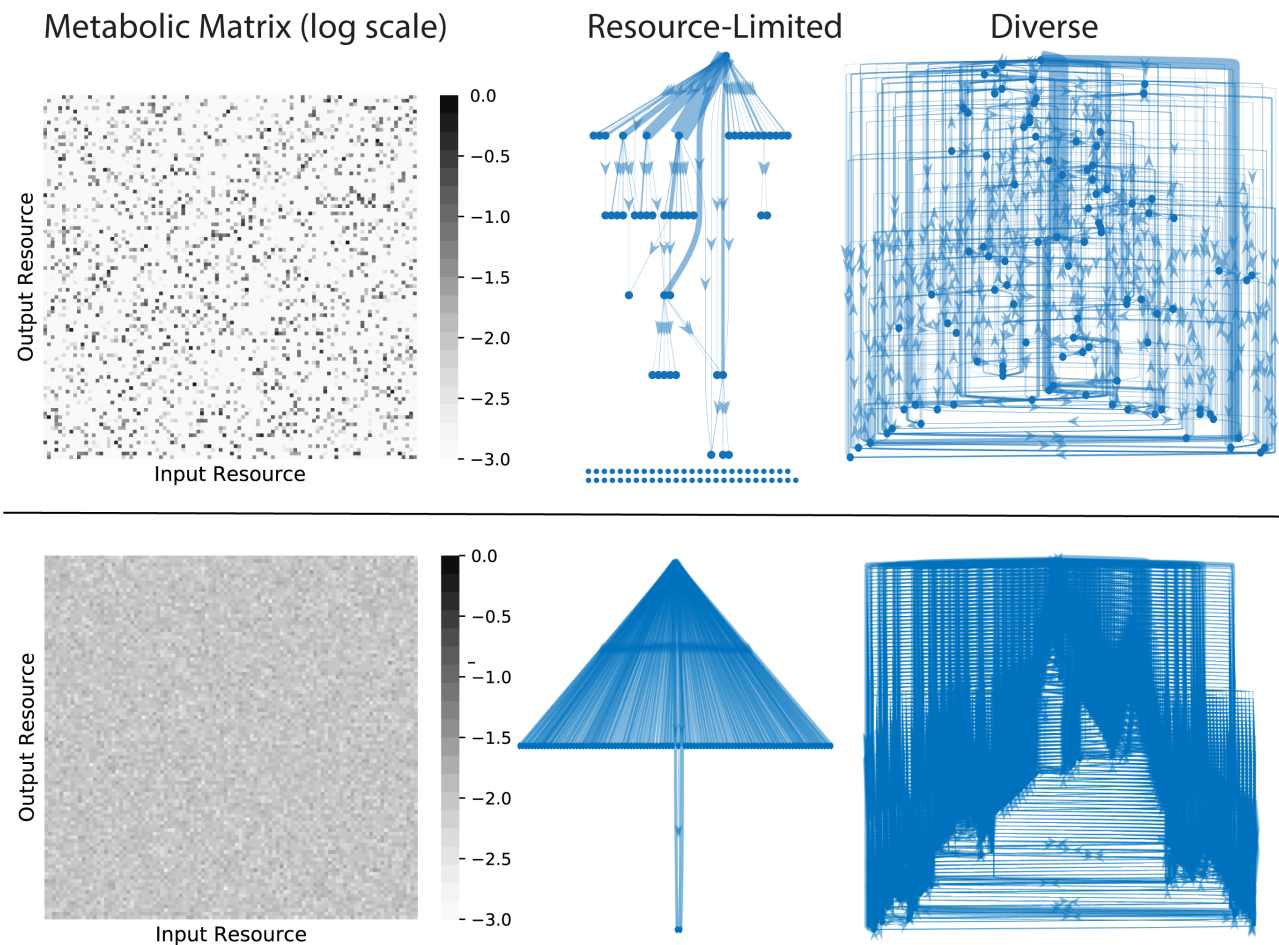 Metabolic Matrix (log scale)
Resource-Limited
Diverse
Output Resource
Input Resource
0.0
−0.5
−1.0
−1.5
−2.0
−2.5
−3.0
Output Resource
Input Resource
0.0
−0.5
-
−1.0
−1.5
−2.0
−2.5
−3.0